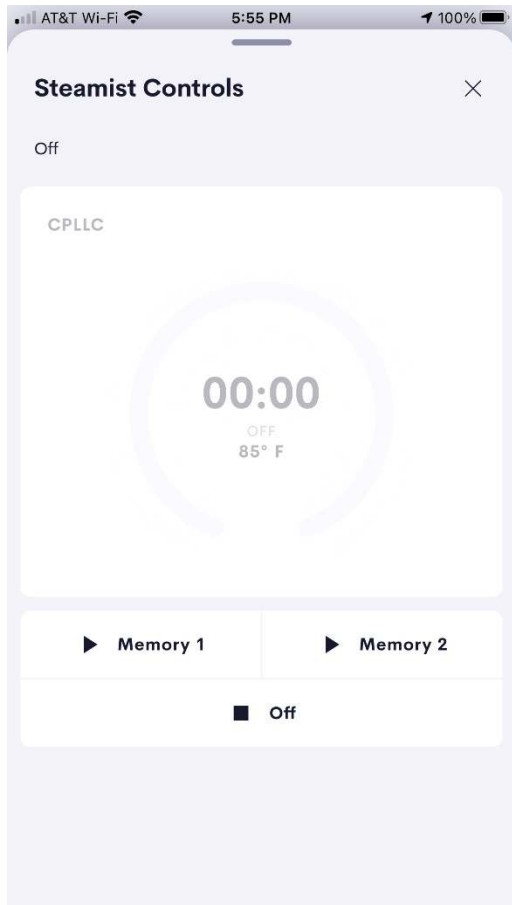 AT&T Wi-Fi 5:55 PM 100%
Steamist Controls
Off
CPLLC
00:00
OFF
85° F
Memory 1 Memory 2
Off